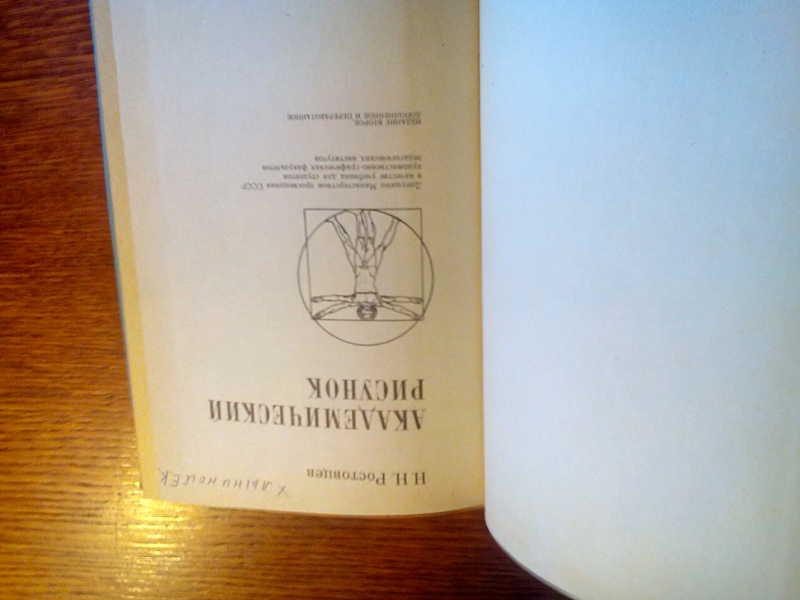 Н. Н. Ростовцев
АКАДЕМИЧЕСКИЙ
РИСУНОК
Допущено Министерством просвещения СССР
в качестве учебника для студентов
художественно-графических факультетов
педагогических институтов
ИЗДАНИЕ ВТОРОЕ,
ДОПОЛНЕННОЕ И ПЕРЕРАБОТАННОЕ